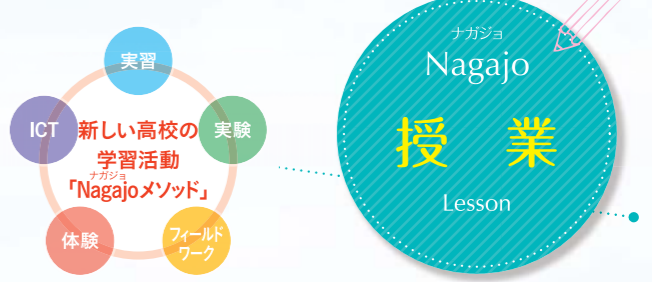 実習
ICT
実験
新しい高校の
学習活動
ナガジョ
「Nagajoメソッド」
体験
フィールド
ワーク
ナガジョ
Nagajo
授業
Lesson